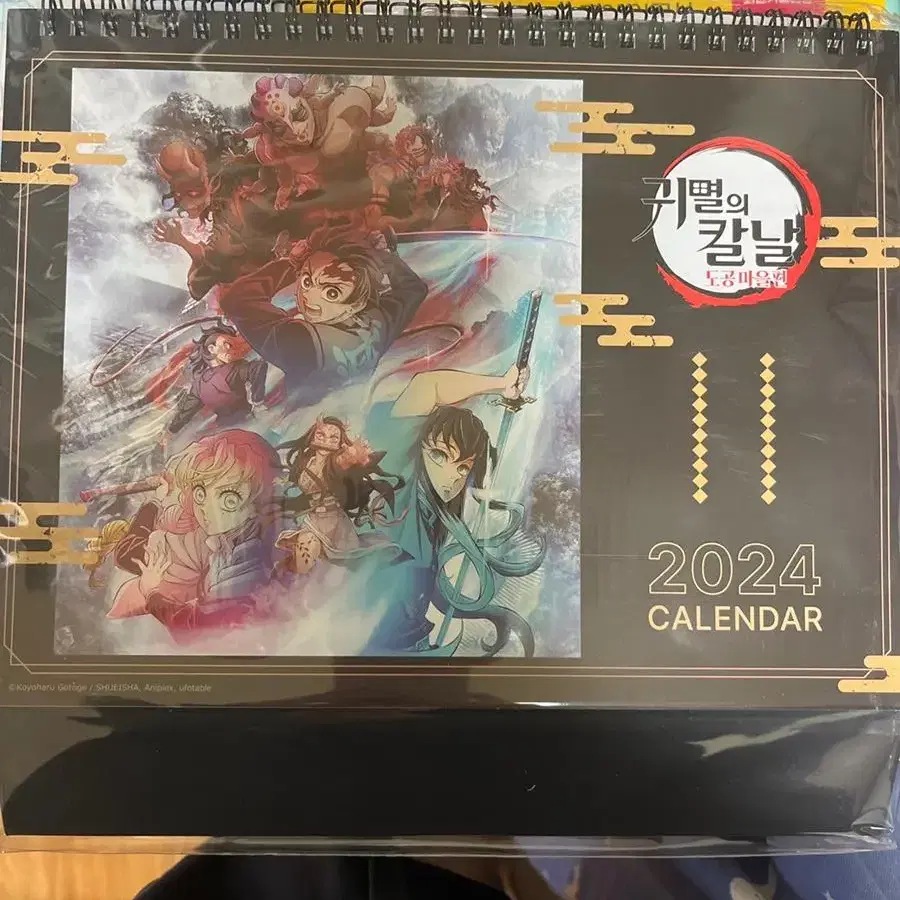 귀멸의
칼날
도공 마을편
2024
CALENDAR
©Koyoharu Gotoge / SHUEISHA, Aniplex, ufotable